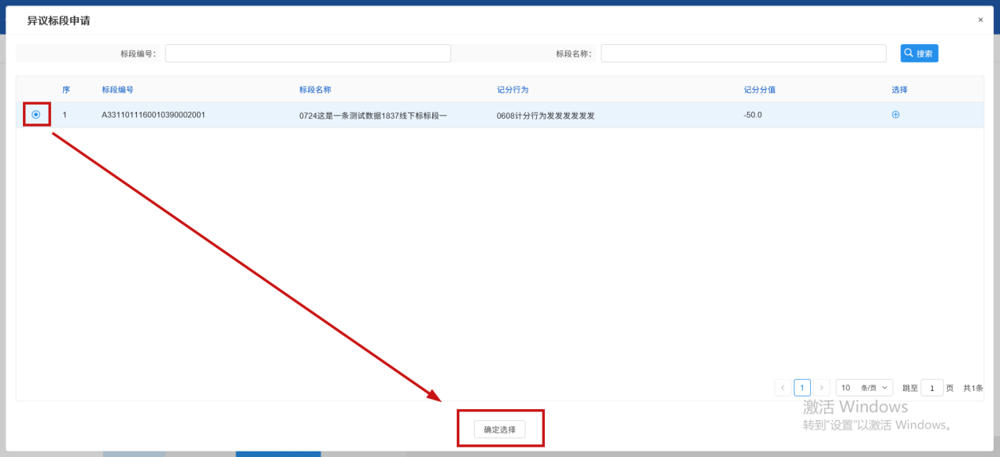 异议标段申请 ×
标段编号： 标段名称： 搜索
序 标段编号 标段名称 记分行为 记分分值 选择
1 A3311011160010390002001 0724这是一条测试数据1837线下标标段一 0608计分行为发发发发发发 -50.0
1 10 条/页 跳至 1 页 共1条
激活 Windows
转到"设置"以激活 Windows。
确定选择